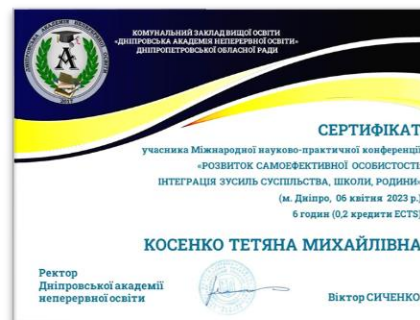 КОМУНАЛЬНИЙ ЗАКЛАД ВИЩОЇ ОСВІТИ
«ДНІПРОВСЬКА АКАДЕМІЯ НЕПЕРЕРВНОЇ ОСВІТИ»
ДНІПРОПЕТРОВСЬКОЇ ОБЛАСНОЇ РАДИ
СЕРТИФІКАТ
учасника Міжнародної науково-практичної конференції
«РОЗВИТОК САМОЕФЕКТИВНОЇ ОСОБИСТОСТІ
ІНТЕГРАЦІЯ ЗУСИЛЬ СУСПІЛЬСТВА, ШКОЛИ, РОДИНИ»
(м. Дніпро, 06 квітня 2023 р.)
6 годин (0,2 кредити ECTS)
КОСЕНКО ТЕТЯНА МИХАЙЛІВНА
Ректор
Дніпровської академії
неперервної освіти
Віктор СИЧЕНКО